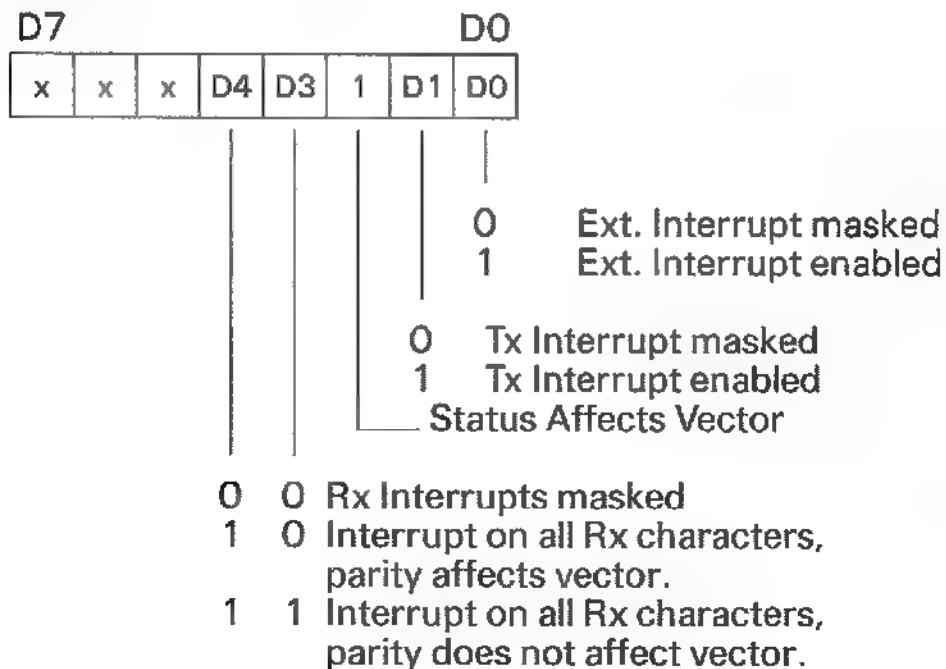 D7 D0
x x x D4 D3 1 D1 D0
0 Ext. Interrupt masked
1 Ext. Interrupt enabled
0 Tx Interrupt masked
1 Tx Interrupt enabled
Status Affects Vector
0 0 Rx Interrupts masked
1 0 Interrupt on all Rx characters,
parity affects vector.
1 1 Interrupt on all Rx characters,
parity does not affect vector.